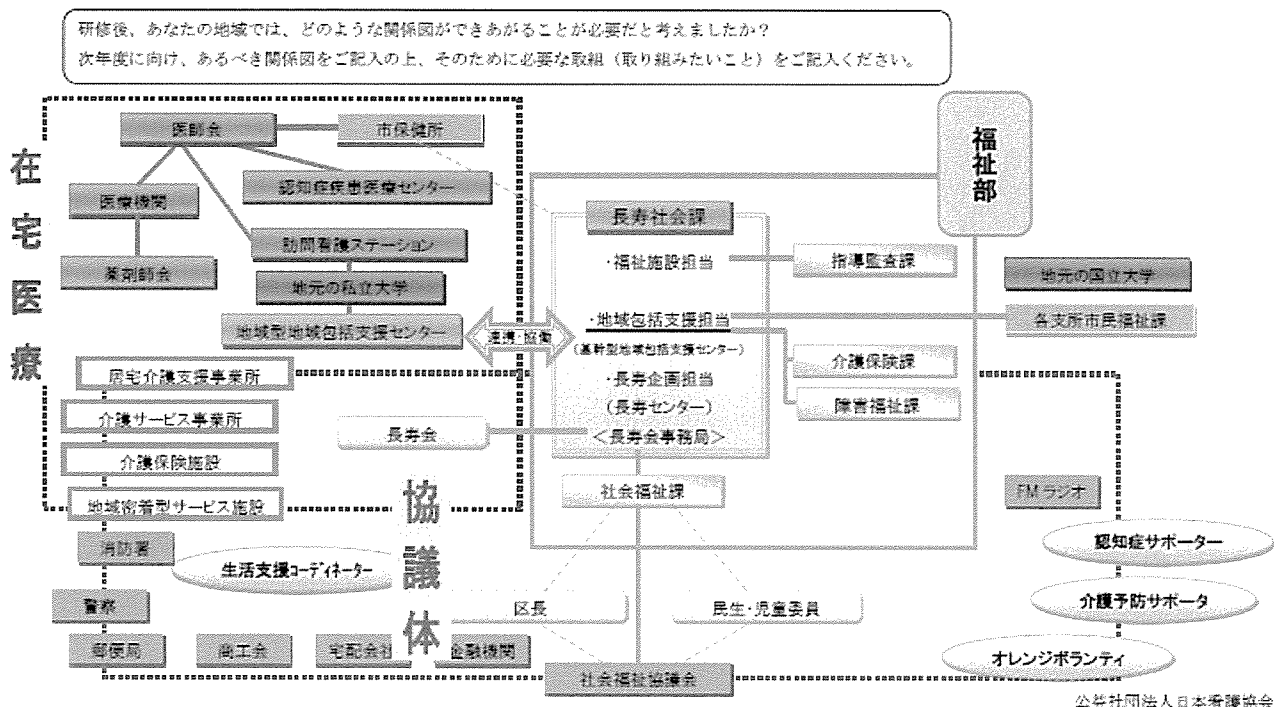 研修後、あなたの地域では、どのような関係図ができあがることが必要だと考えましたか？
次年度に向け、あるべき関係図をご記入の上、そのために必要な取組（取り組みたいこと）をご記入ください。
在宅医療
医師会
市保健所
認知症疾患医療センター
医療機関
薬剤師会
訪問看護ステーション
地元の私立大学
地域型地域包括支援センター
連携・協働
福祉部
長寿社会課
・福祉施設担当
指導監査課
・地域包括支援担当
(基幹型地域包括支援センター)
・長寿企画担当
(長寿センター)
＜長寿会事務局＞
地元の国立大学
各支所市民福祉課
介護保険課
障害福祉課
居宅介護支援事業所
介護サービス事業所
介護保険施設
地域密着型サービス施設
長寿会
社会福祉課
協議体
FMラジオ
消防署
生活支援コーディネーター
認知症サポーター
警察
区長
民生・児童委員
介護予防サポータ
郵便局
商工会
宅配会社
金融機関
社会福祉協議会
オレンジボランティ
公益社団法人日本看護協会